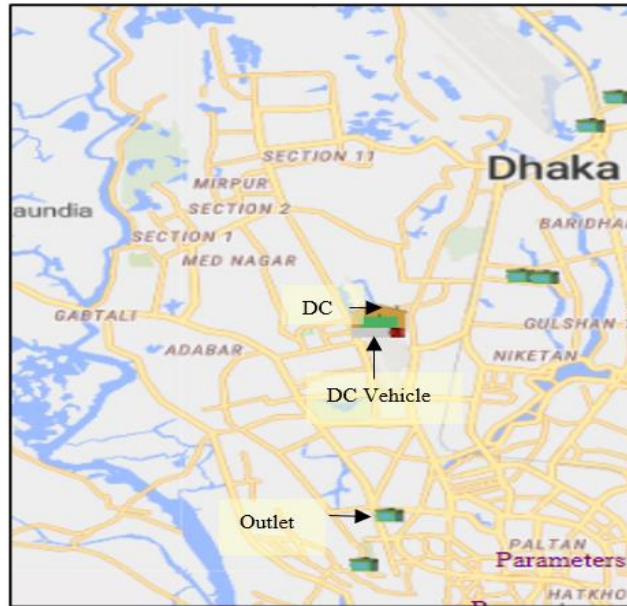 SECTION 11
Dhaka
MIRPUR
SECTION 2
aundia
BARIDHA
SECTION 1
MED NAGAR
DC
GABTALI
GULSHAN
ADABAR
NIKETAN
DC Vehicle
Outlet
PALTAN
Parameters
HATKHO